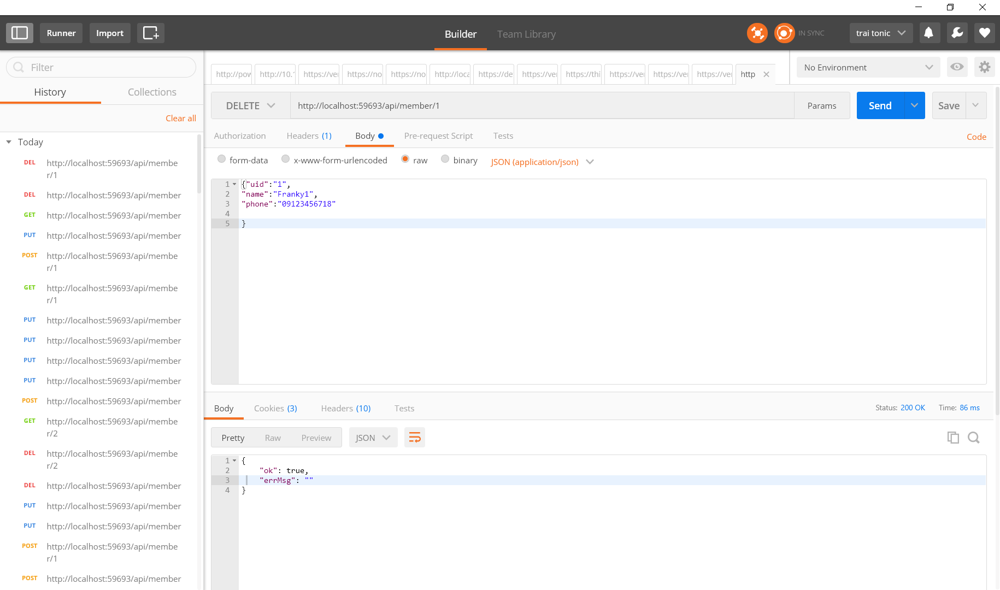 Runner
Import
Builder
Team Library
IN SYNC
trai tonic
Filter
History
Collections
Clear all
Today
DEL http://localhost:59693/api/membe
r/1
DEL http://localhost:59693/api/member
GET http://localhost:59693/api/member
PUT http://localhost:59693/api/member
POST http://localhost:59693/api/membe
r/1
GET http://localhost:59693/api/membe
r/1
PUT http://localhost:59693/api/member
PUT http://localhost:59693/api/member
PUT http://localhost:59693/api/member
PUT http://localhost:59693/api/member
POST http://localhost:59693/api/member
GET http://localhost:59693/api/membe
r/2
DEL http://localhost:59693/api/membe
r/2
DEL http://localhost:59693/api/member
PUT http://localhost:59693/api/member
PUT http://localhost:59693/api/member
POST http://localhost:59693/api/membe
r/1
POST http://localhost:59693/api/member
http://pow http://10. https://ve https://no https://no http://loca https://de https://ve https://thi https://ve https://ve https://ve http
No Environment
DELETE http://localhost:59693/api/member/1 Params Send Save
Authorization Headers (1) Body Pre-request Script Tests Code
form-data x-www-form-urlencoded raw binary JSON (application/json)
1 {"uid":"1",
2 "name":"Franky1",
3 "phone":"09123456718"
4
5 }
Body Cookies (3) Headers (10) Tests Status: 200 OK Time: 86 ms
Pretty Raw Preview JSON
1 {
2 "ok": true,
3 "errMsg": ""
4 }